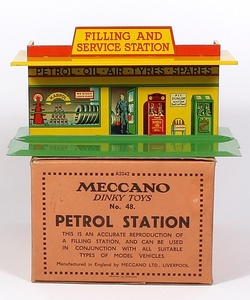 FILLING AND
SERVICE STATION
PETROL · OIL · AIR · TYRES · SPARES
A2042
MECCANO
DINKY TOYS
No. 48.
PETROL STATION
THIS IS AN ACCURATE REPRODUCTION OF
A FILLING STATION, AND CAN BE USED
IN CONJUNCTION WITH ALL SUITABLE
TYPES OF MODEL VEHICLES.
Manufactured in England by MECCANO LTD., LIVERPOOL